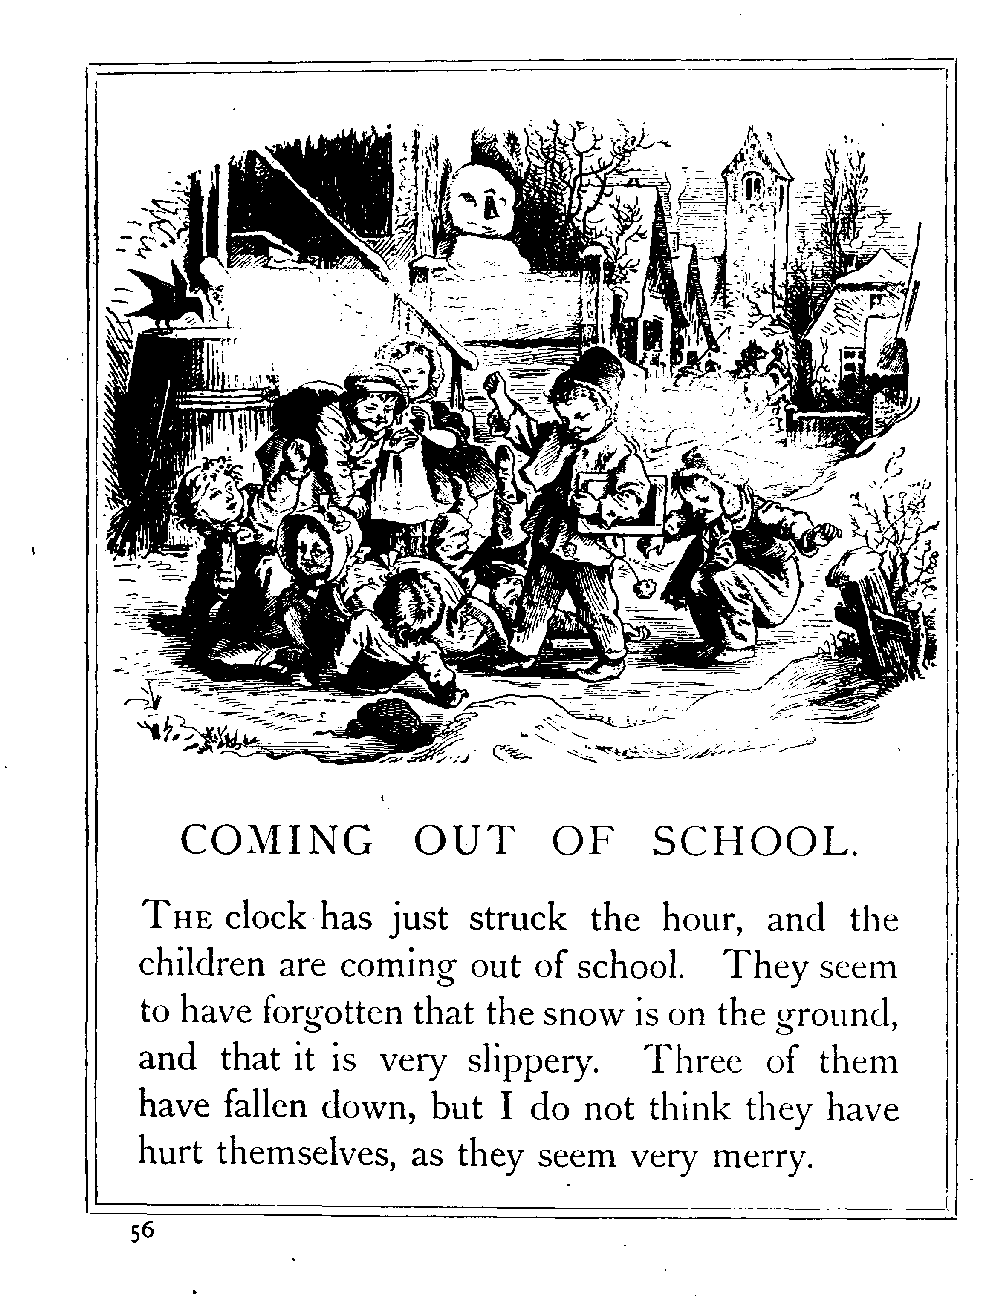 COMING OUT OF SCHOOL.
THE clock has just struck the hour, and the
children are coming out of school. They seem
to have forgotten that the snow is on the ground,
and that it is very slippery. Three of them
have fallen down, but I do not think they have
hurt themselves, as they seem very merry.
56